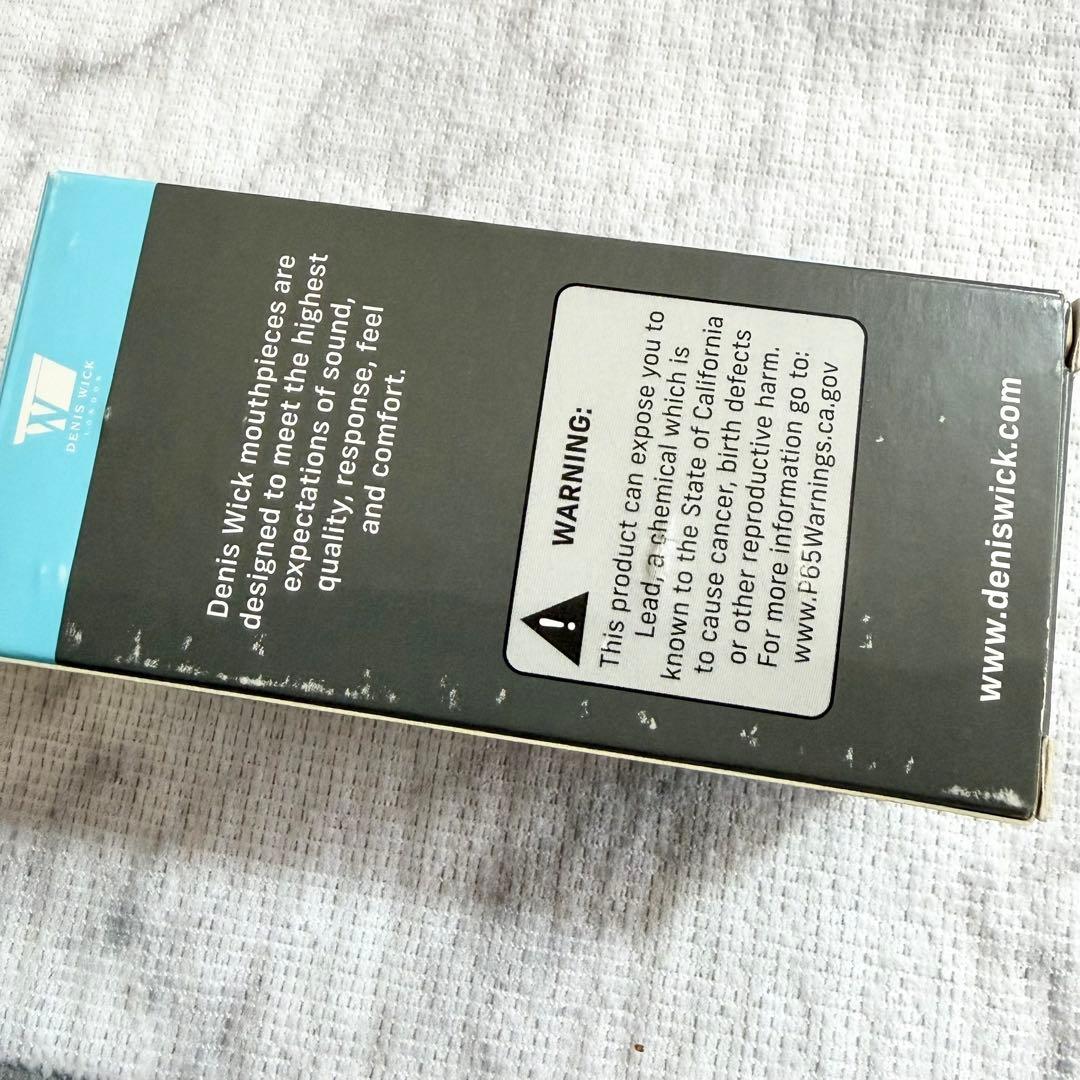 W
DENIS WICK
LONDON
Denis Wick mouthpieces are
designed to meet the highest
expectations of sound,
quality, response, feel
and comfort.
WARNING:
This product can expose you to
Lead, a chemical which is
known to the State of California
to cause cancer, birth defects
or other reproductive harm.
For more information go to:
www.P65Warnings.ca.gov
www.deniswick.com